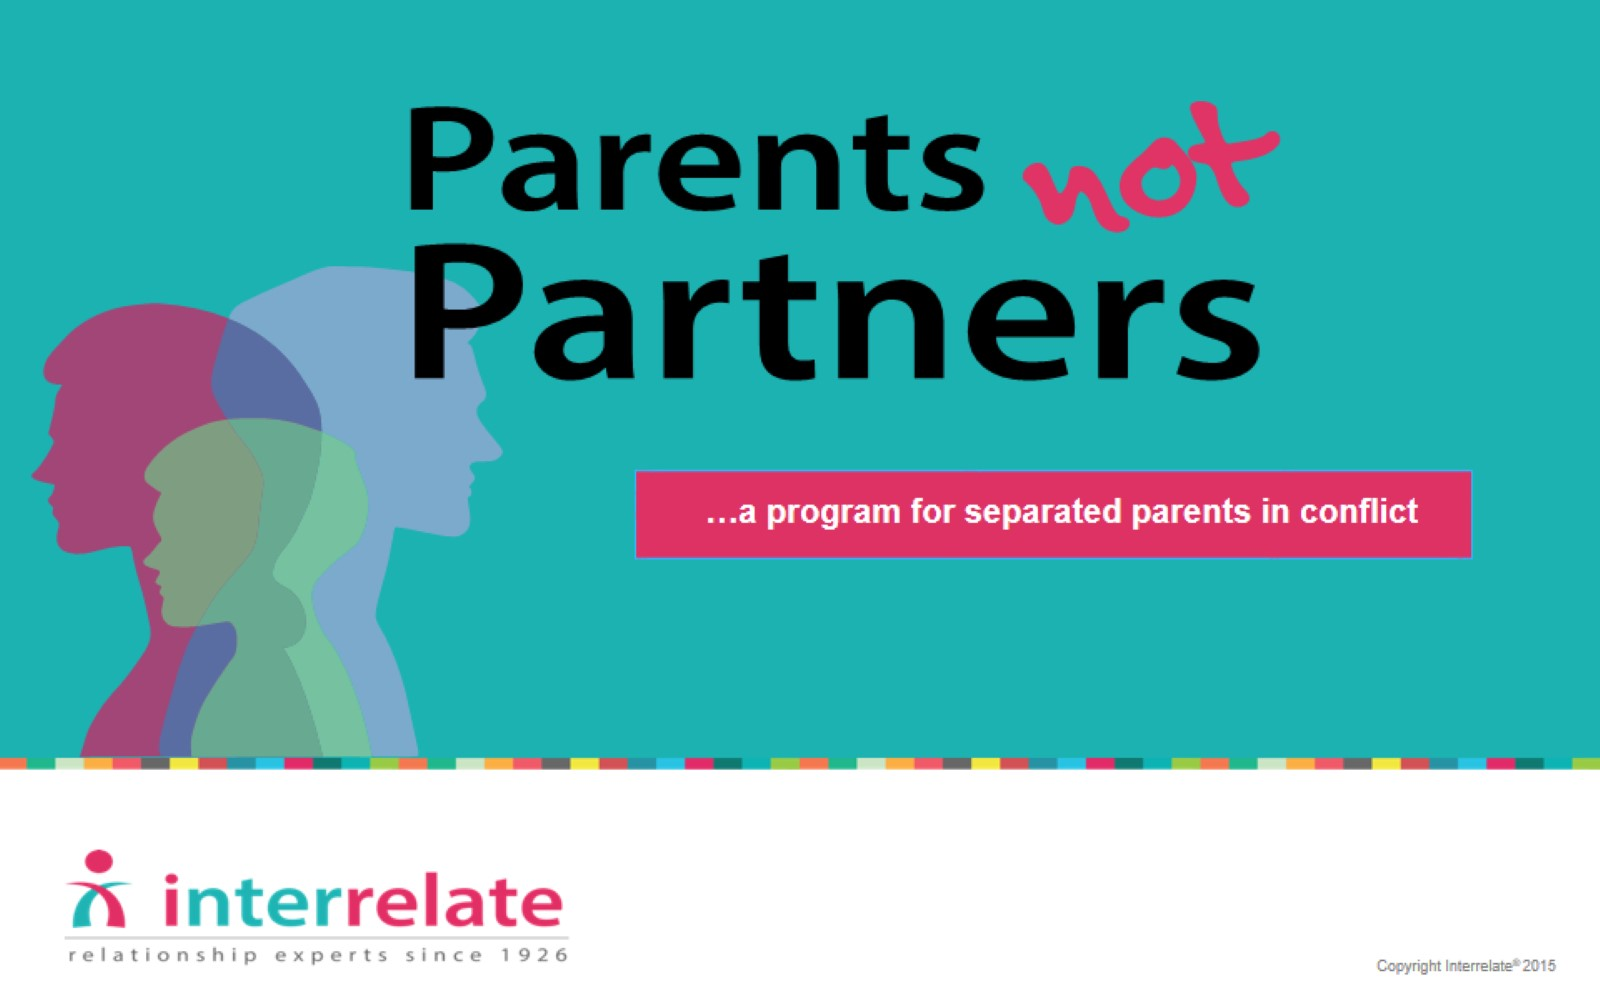 Parents not
Partners
...a program for separated parents in conflict
interrelate
relationship experts since 1926
Copyright Interrelate® 2015